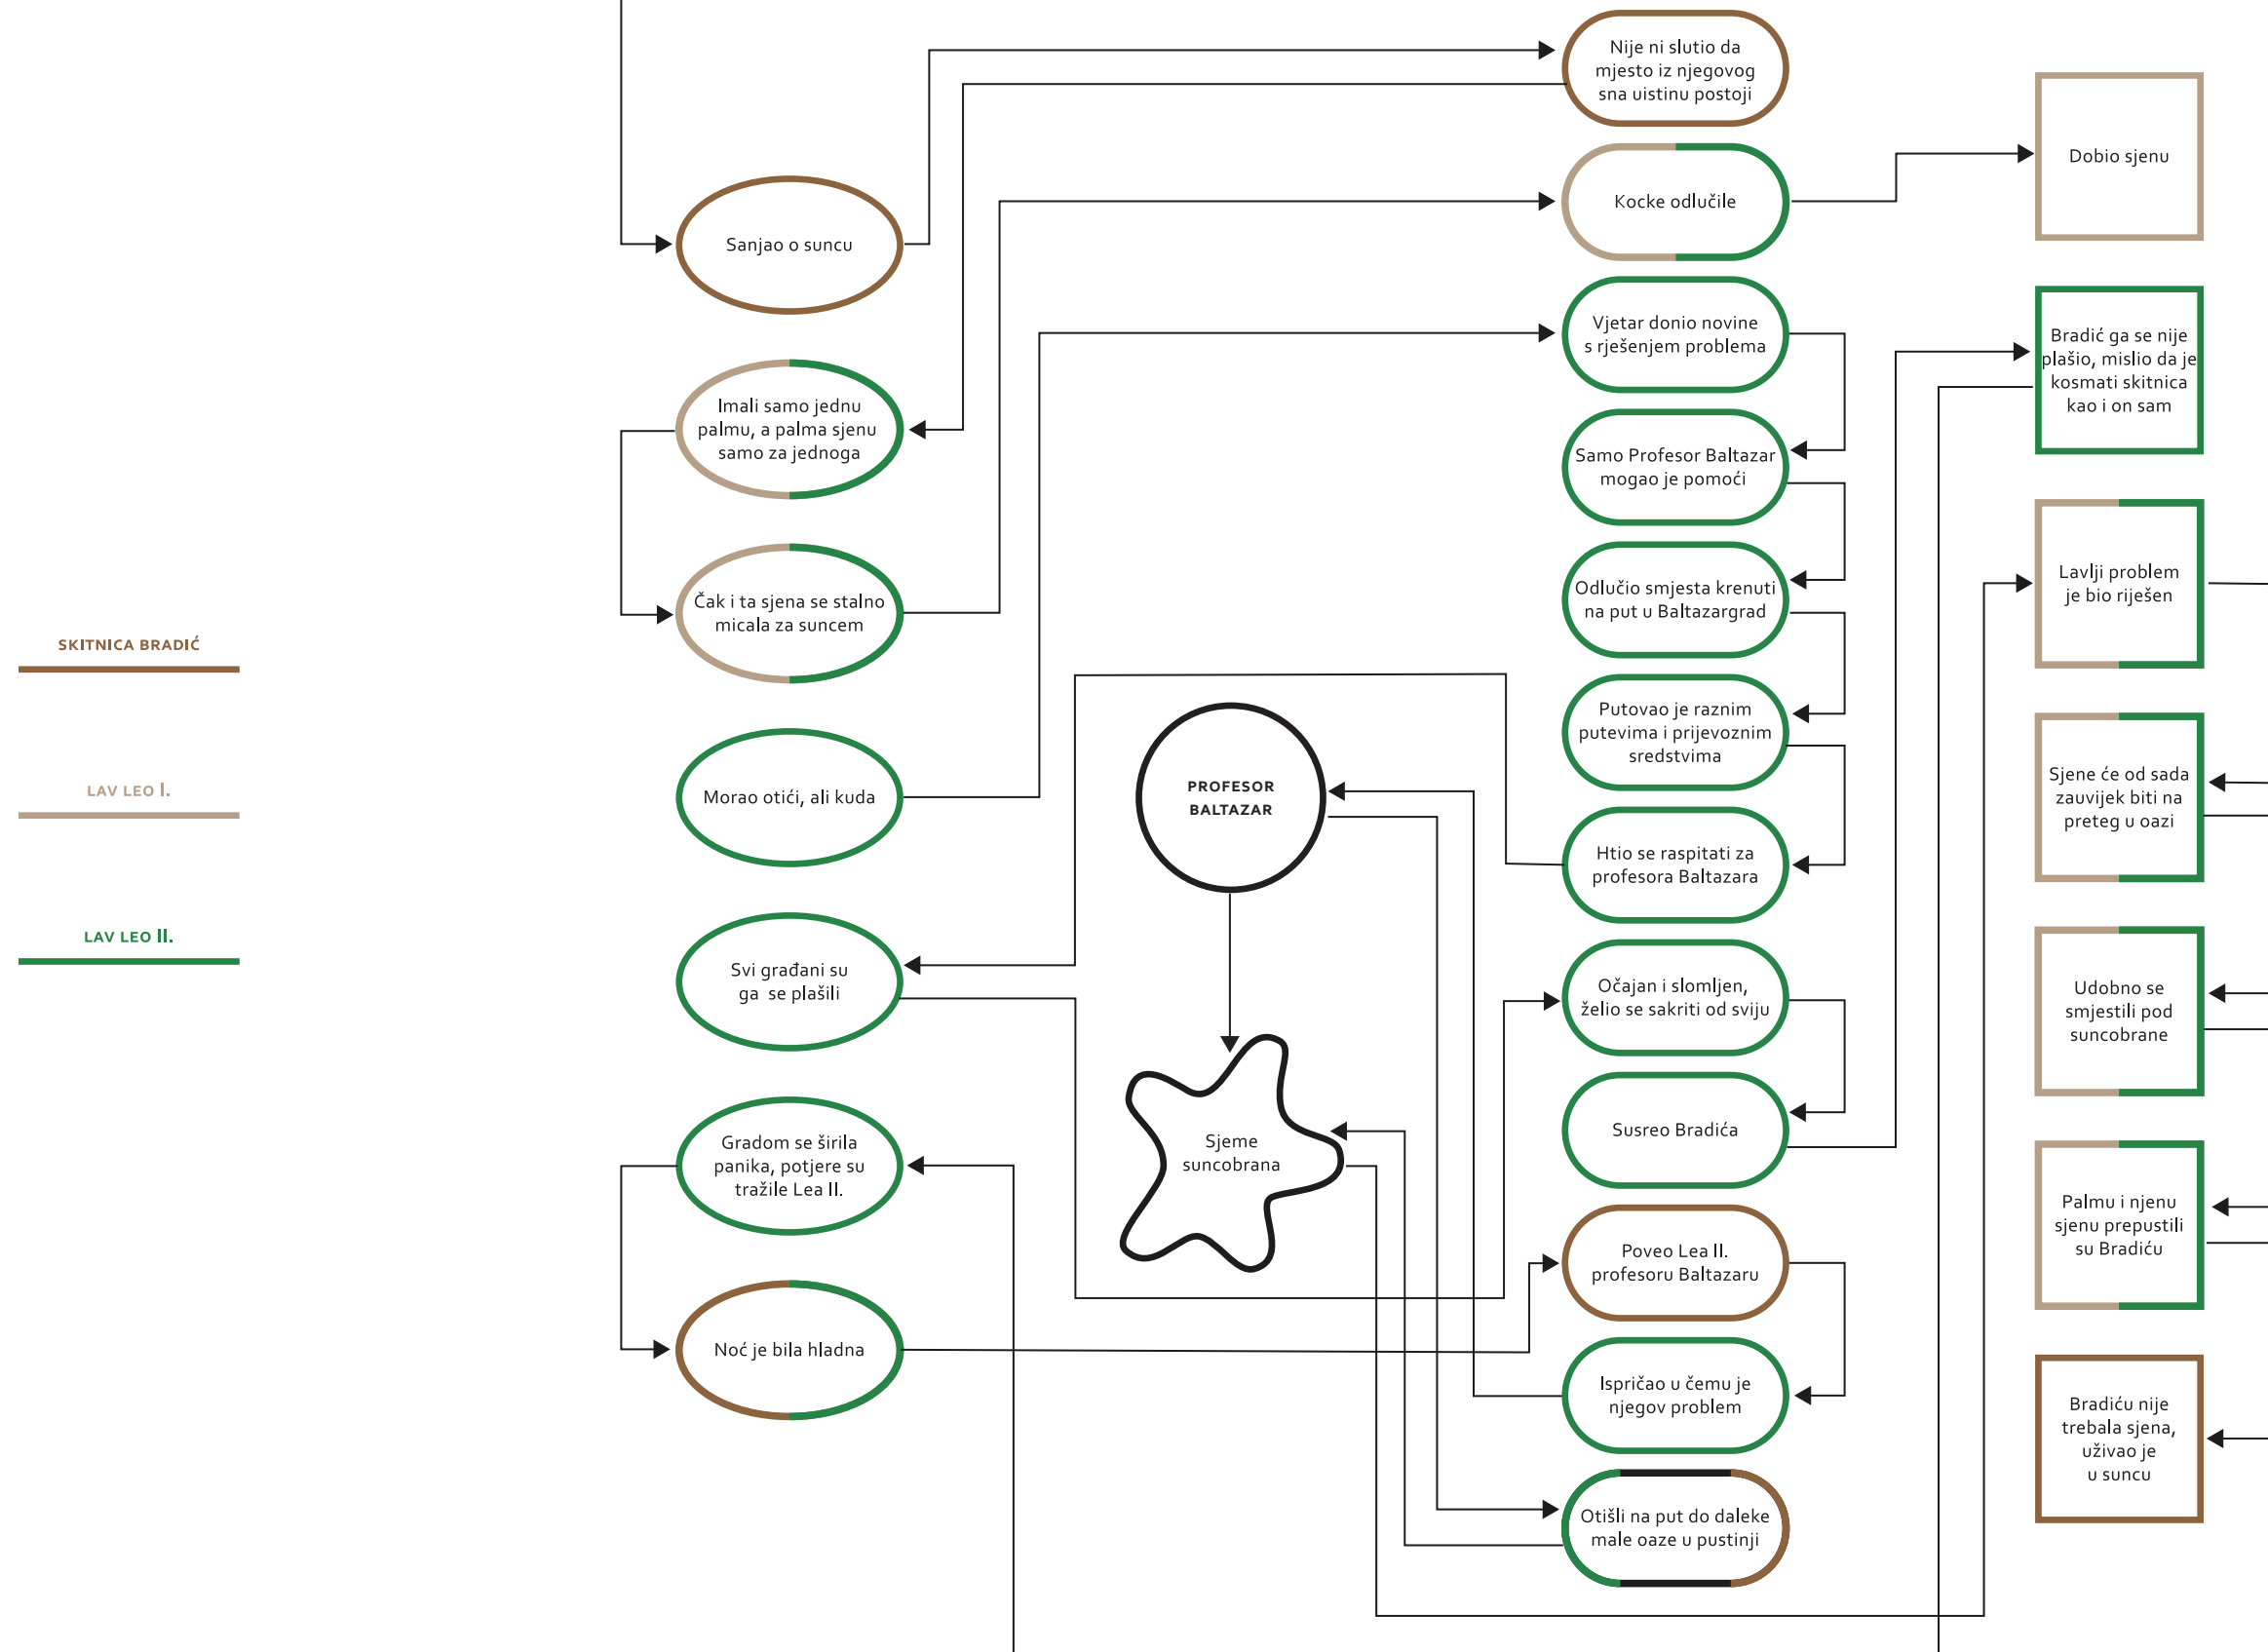 SKITNICA BRADIĆ
LAV LEO I.
LAV LEO II.
Sanjao o suncu
Imali samo jednu
palmu, a palma sjenu
samo za jednoga
Čak i ta sjena se stalno
micala za suncem
Morao otići, ali kuda
Svi građani su
ga se plašili
Gradom se širila
panika, potjere su
tražile Lea II.
Noć je bila hladna
PROFESOR
BALTAZAR
Sjeme
suncobrana
Nije ni slutio da
mjesto iz njegovog
sna uistinu postoji
Kocke odlučile
Vjetar donio novine
s rješenjem problema
Samo Profesor Baltazar
mogao je pomoći
Odlučio smjesta krenuti
na put u Baltazargrad
Putovao je raznim
putevima i prijevoznim
sredstvima
Htio se raspitati za
profesora Baltazara
Očajan i slomljen,
želio se sakriti od sviju
Susreo Bradića
Poveo Lea II.
profesoru Baltazaru
Ispričao u čemu je
njegov problem
Otišli na put do daleke
male oaze u pustinji
Dobio sjenu
Bradić ga se nije
plašio, mislio da je
kosmati skitnica
kao i on sam
Lavlji problem
je bio riješen
Sjene će od sada
zauvijek biti na
preteg u oazi
Udobno se
smjestili pod
suncobrane
Palmu i njenu
sjenu prepustili
su Bradiću
Bradiću nije
trebala sjena,
uživao je
u suncu